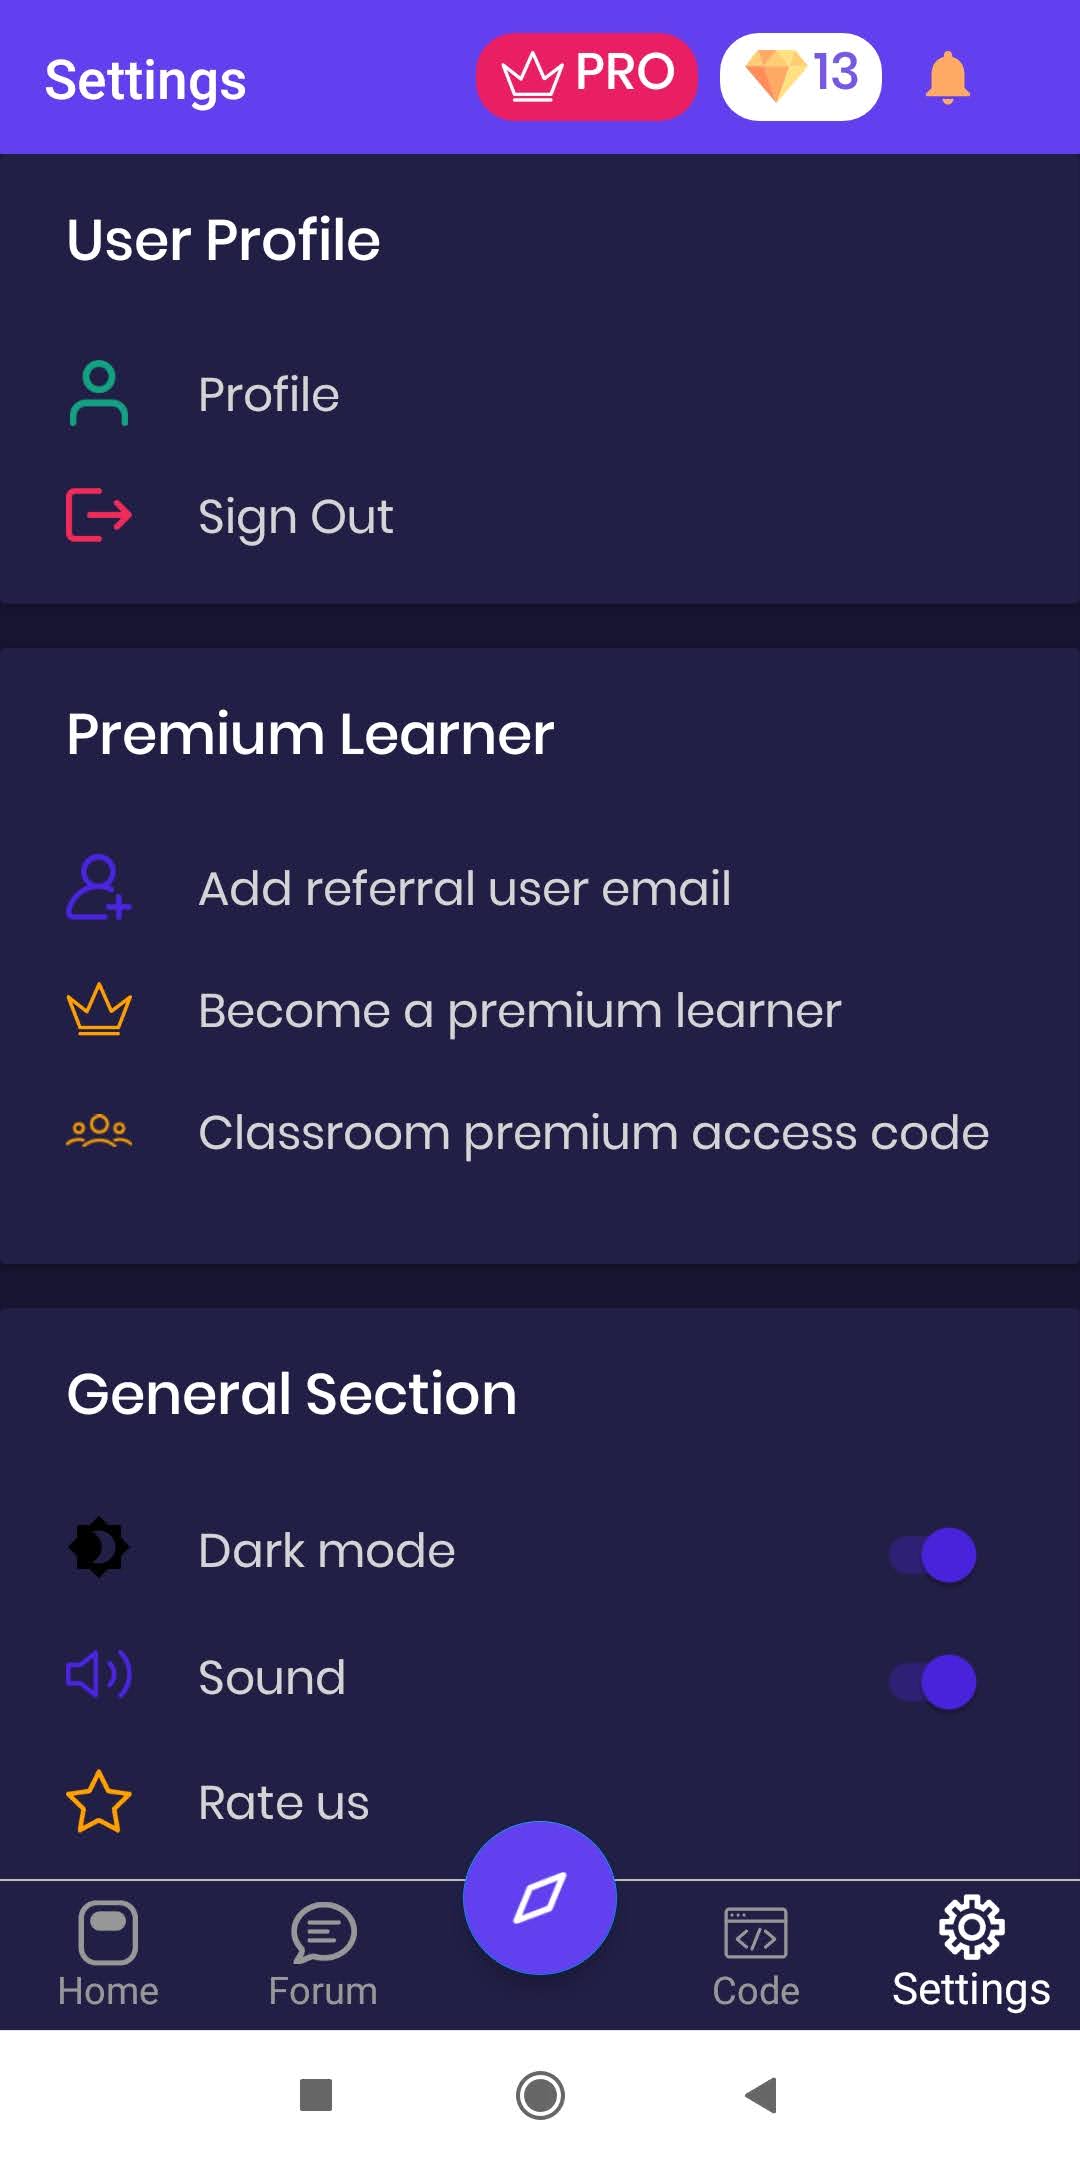 Settings
PRO
13
User Profile
Profile
Sign Out
Premium Learner
Add referral user email
Become a premium learner
Classroom premium access code
General Section
Dark mode
Sound
Rate us
Home
Forum
Code
Settings